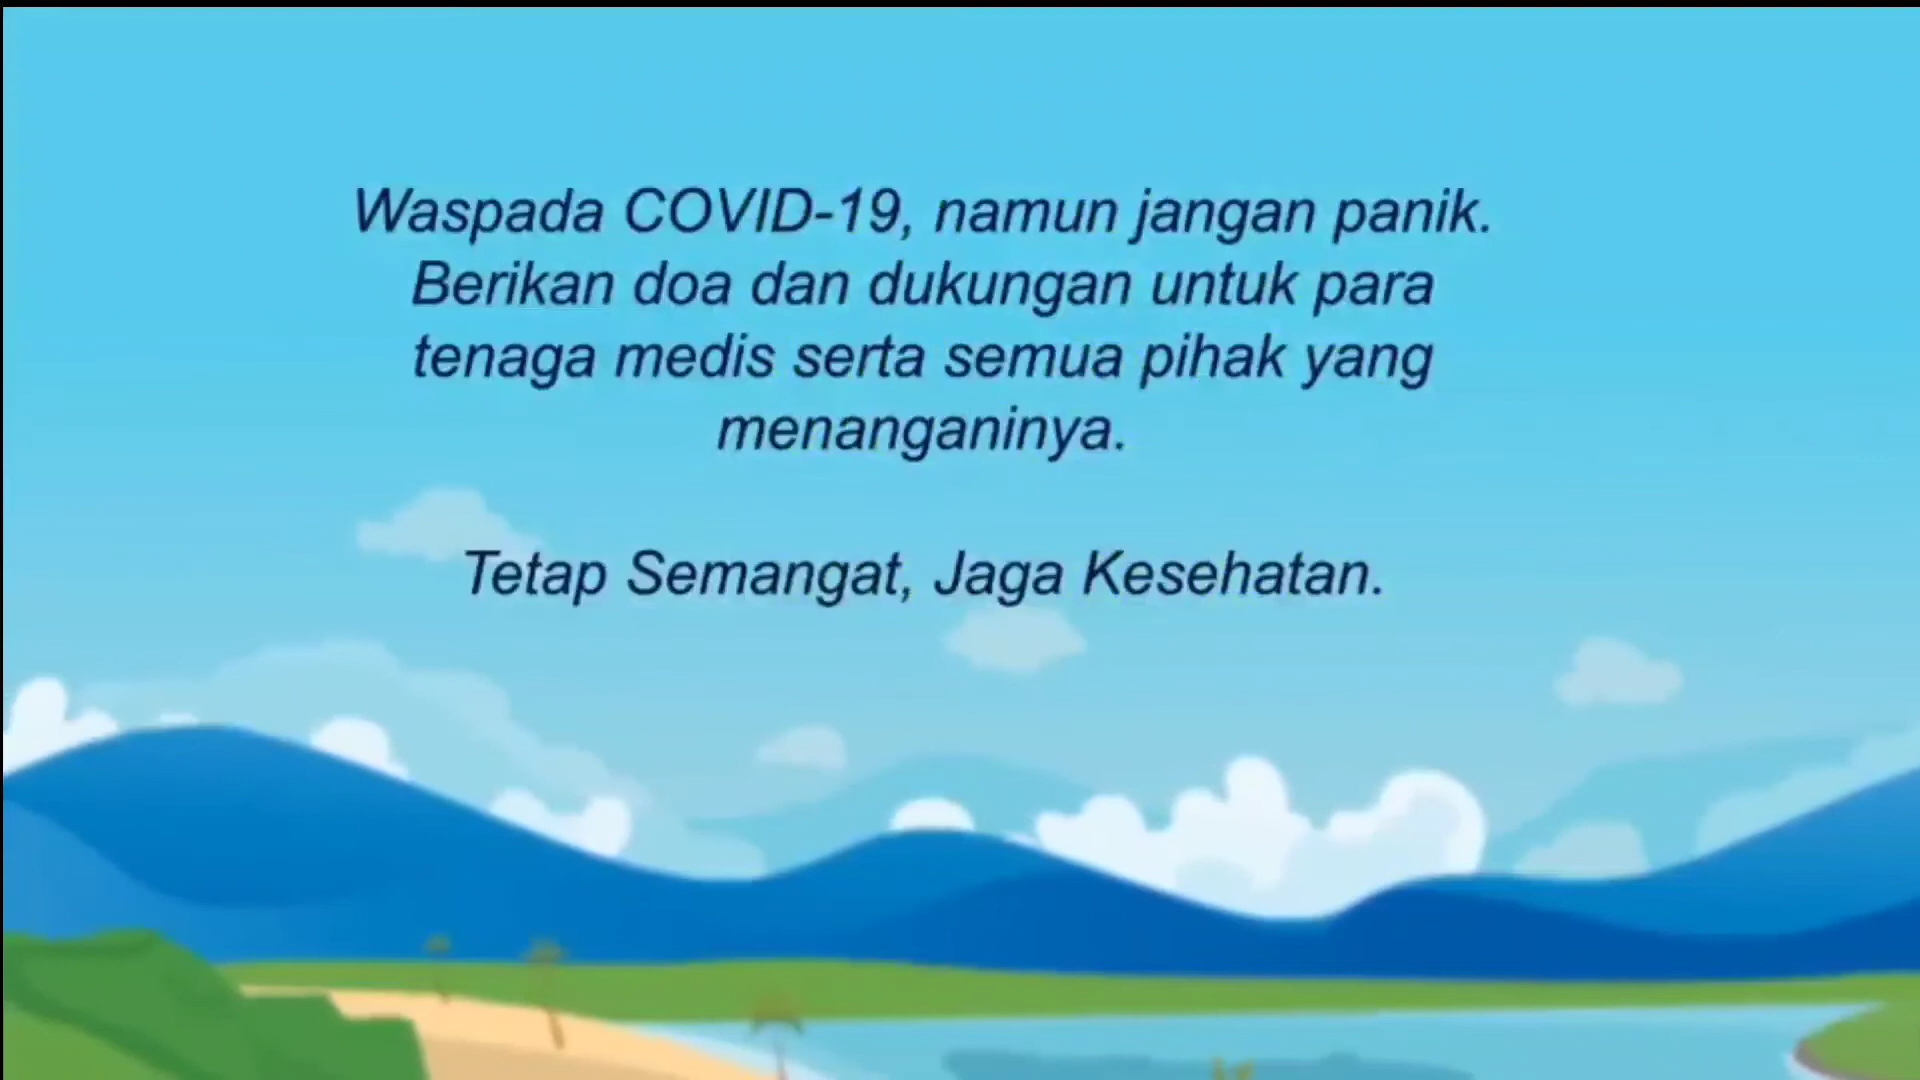 Waspada COVID-19, namun jangan panik.
Berikan doa dan dukungan untuk para
tenaga medis serta semua pihak yang
menanganinya.
Tetap Semangat, Jaga Kesehatan.